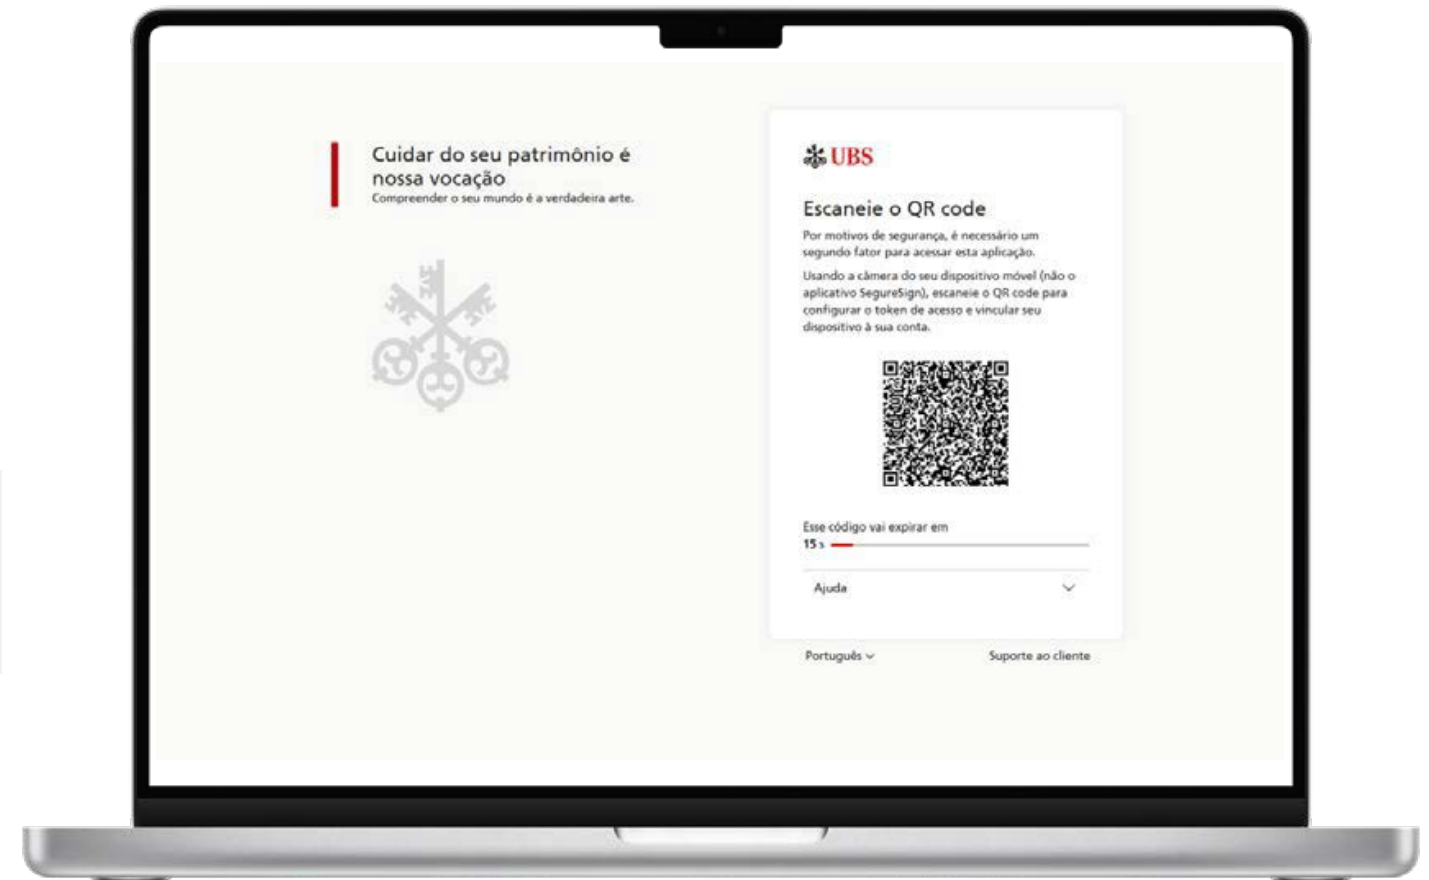 Cuidar do seu patrimônio é
nossa vocação
Compreender o seu mundo é a verdadeira arte.
UBS
Escaneie o QR code
Por motivos de segurança, é necessário um
segundo fator para acessar esta aplicação.
Usando a câmera do seu dispositivo móvel (não o
aplicativo SegureSign), escaneie o QR code para
configurar o token de acesso e vincular seu
dispositivo à sua conta.
Esse código vai expirar em
15 s
Ajuda
Português
Suporte ao cliente